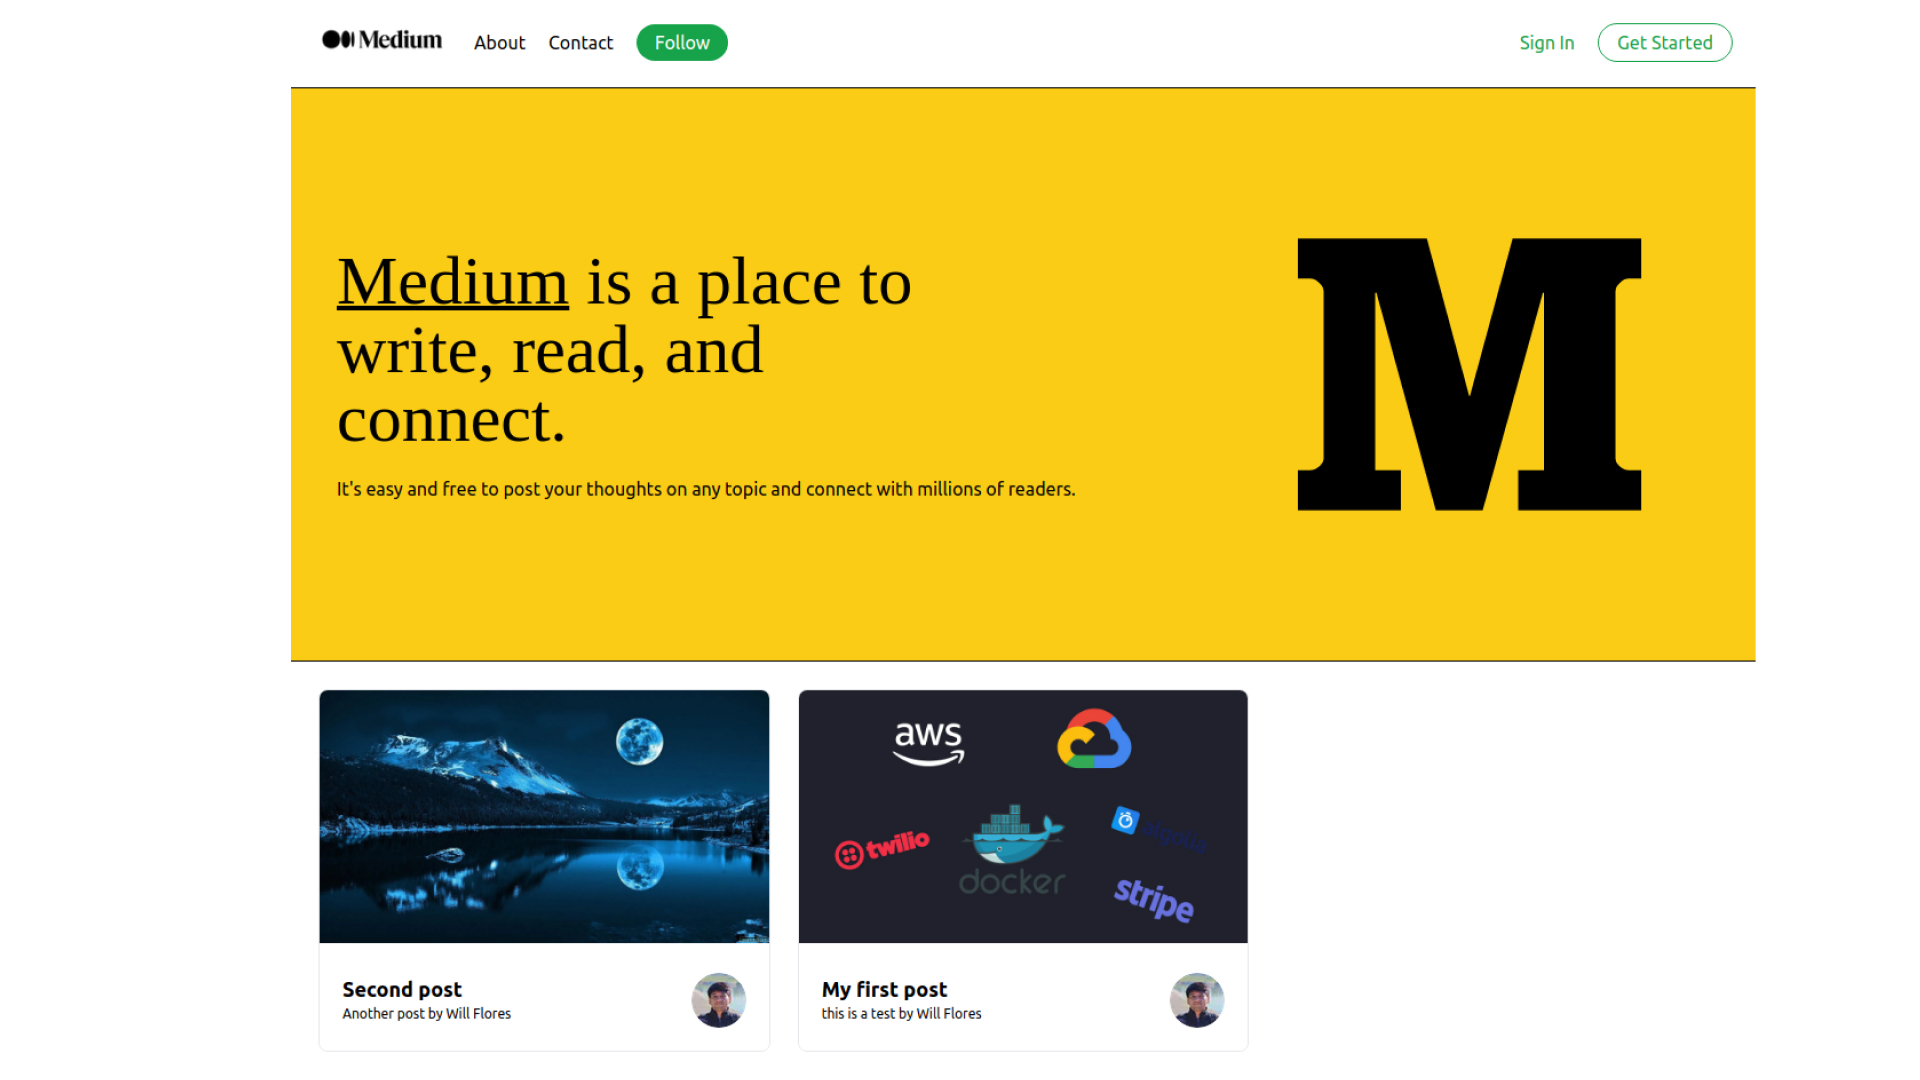 Medium About Contact Follow Sign In Get Started
Medium is a place to
write, read, and
connect.
It's easy and free to post your thoughts on any topic and connect with millions of readers.
M
aws
twilio
docker
algolia
stripe
Second post
Another post by Will Flores
My first post
this is a test by Will Flores